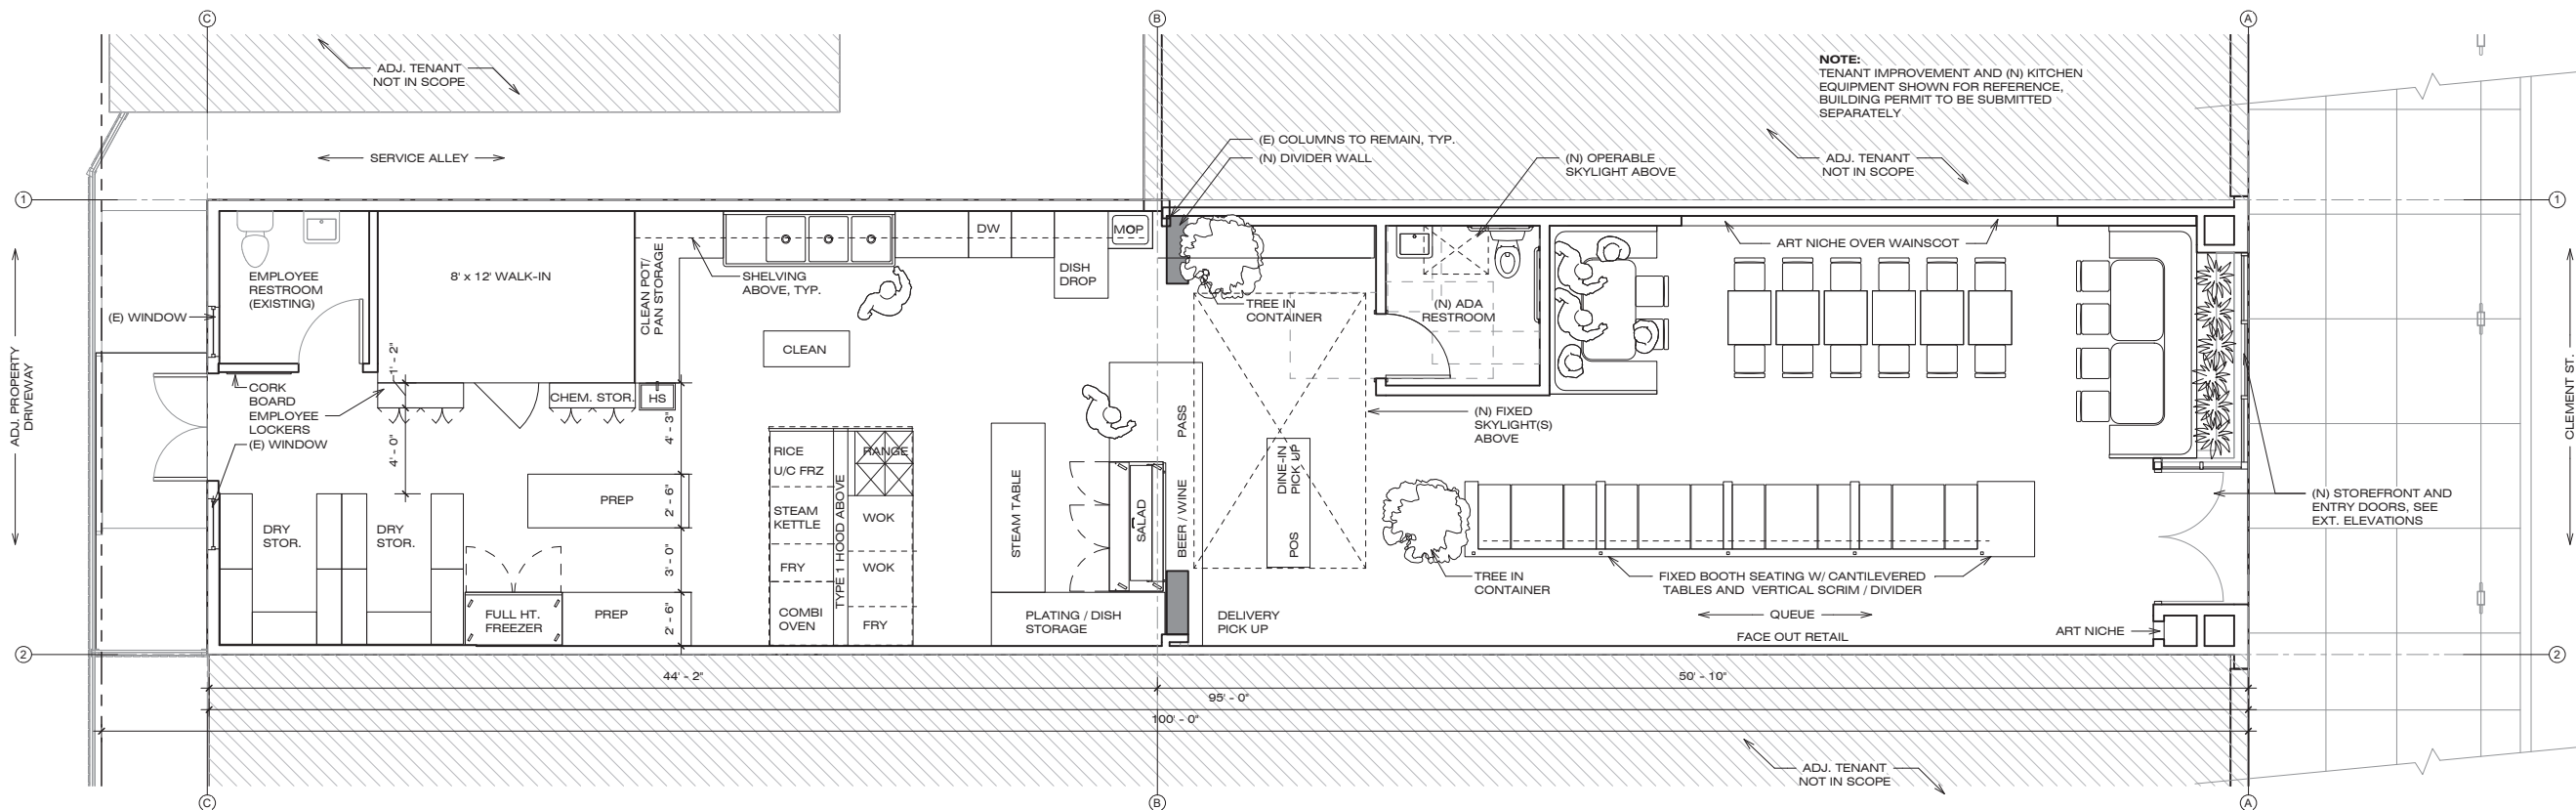 C
B
A
ADJ. TENANT
NOT IN SCOPE
NOTE:
TENANT IMPROVEMENT AND (N) KITCHEN
EQUIPMENT SHOWN FOR REFERENCE,
BUILDING PERMIT TO BE SUBMITTED
SEPARATELY
SERVICE ALLEY
(E) COLUMNS TO REMAIN, TYP.
(N) DIVIDER WALL
(N) OPERABLE
SKYLIGHT ABOVE
ADJ. TENANT
NOT IN SCOPE
1
1
EMPLOYEE
RESTROOM
(EXISTING)
8' x 12' WALK-IN
CLEAN POT/
PAN STORAGE
SHELVING
ABOVE, TYP.
DW
MOP
DISH
DROP
TREE IN
CONTAINER
(N) ADA
RESTROOM
ART NICHE OVER WAINSCOT
(E) WINDOW
CLEAN
ADJ. PROPERTY
DRIVEWAY
CLEMENT ST.
CORK
BOARD
EMPLOYEE
LOCKERS
(E) WINDOW
1' - 2"
4' - 0"
CHEM. STOR.
HS
4' - 3"
2' - 6"
3' - 0"
2' - 6"
PREP
DRY
STOR.
DRY
STOR.
FULL HT.
FREEZER
PREP
RICE
U/C FRZ
STEAM
KETTLE
FRY
COMBI
OVEN
TYPE 1 HOOD ABOVE
RANGE
WOK
WOK
FRY
STEAM TABLE
PLATING / DISH
STORAGE
SALAD
PASS
BEER / WINE
DINE-IN
PICK UP
POS
(N) FIXED
SKYLIGHT(S)
ABOVE
DELIVERY
PICK UP
TREE IN
CONTAINER
FIXED BOOTH SEATING W/ CANTILEVERED
TABLES AND VERTICAL SCRIM / DIVIDER
QUEUE
FACE OUT RETAIL
ART NICHE
(N) STOREFRONT AND
ENTRY DOORS, SEE
EXT. ELEVATIONS
2
2
44' - 2"
50' - 10"
95' - 0"
100' - 0"
ADJ. TENANT
NOT IN SCOPE
C
B
A